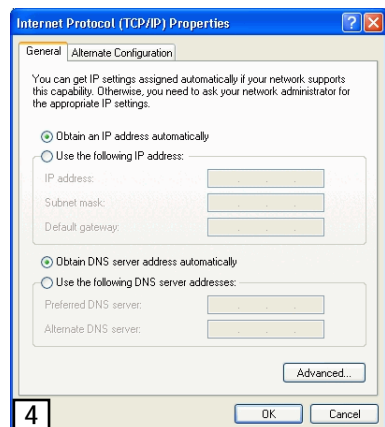 Internet Protocol (TCP/IP) Properties
General
Alternate Configuration
You can get IP settings assigned automatically if your network supports
this capability. Otherwise, you need to ask your network administrator for
the appropriate IP settings.
Obtain an IP address automatically
Use the following IP address:
IP address:
Subnet mask:
Default gateway:
Obtain DNS server address automatically
Use the following DNS server addresses:
Preferred DNS server:
Alternate DNS server:
Advanced...
4
OK
Cancel